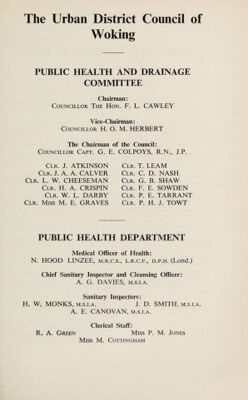 The Urban District Council of
Woking
PUBLIC HEALTH AND DRAINAGE
COMMITTEE
Chairman:
COUNCILLOR THE HON. F. L. CAWLEY
Vice-Chairman:
COUNCILLOR H. O. M. HERBERT
The Chairman of the Council:
COUNCILLOR CAPT. G. E. COLPOYS, R.N., J.P.
CLR. J. ATKINSON CLR. T. LEAM
CLR. J. A. A. CALVER CLR. C. D. NASH
CLR. L. W. CHEESEMAN CLR. G. B. SHAW
CLR. H. A. CRISPIN CLR. F. E. SOWDEN
CLR. W. L. DARBY CLR. P. E. TARRANT
CLR. MISS M. E. GRAVES CLR. P. H. J. TOWT
PUBLIC HEALTH DEPARTMENT
Medical Officer of Health:
N. HOOD LINZEE, M.R.C.S., L.R.C.P., D.P.H. (Lond.)
Chief Sanitary Inspector and Cleansing Officer:
A. G. DAVIES, M.S.I.A.
Sanitary Inspectors:
H. W. MONKS, M.S.I.A. J. D. SMITH, M.S.I.A.
A. E. CANOVAN, M.S.I.A.
Clerical Staff:
R. A. GREEN MISS P. M. JONES
MISS M. COTTINGHAM